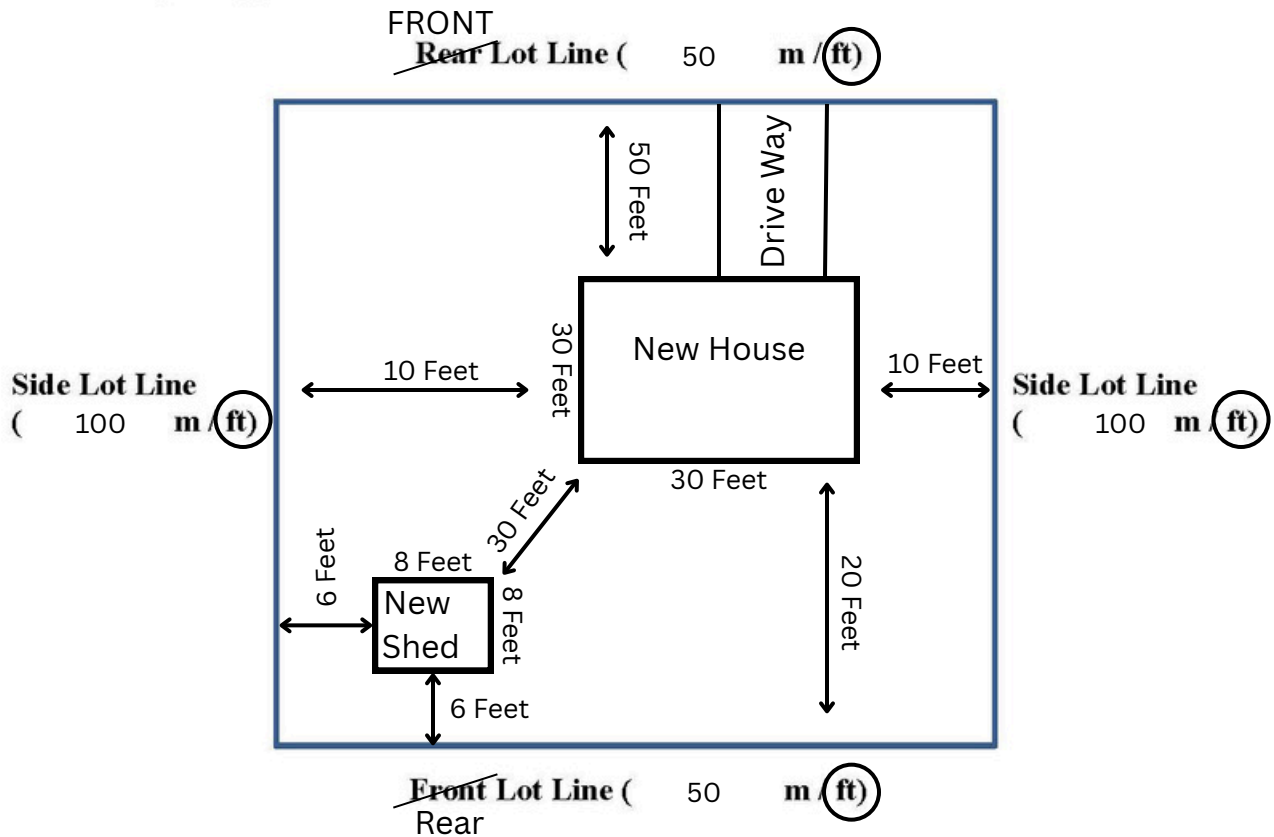 FRONT
Rear Lot Line ( 50 m / ft)
50 Feet
Drive Way
New House
30 Feet
10 Feet
10 Feet
Side Lot Line
( 100 m / ft)
Side Lot Line
( 100 m / ft)
30 Feet
30 Feet
20 Feet
6 Feet
8 Feet
8 Feet
New
Shed
6 Feet
Front Lot Line ( 50 m / ft)
Rear